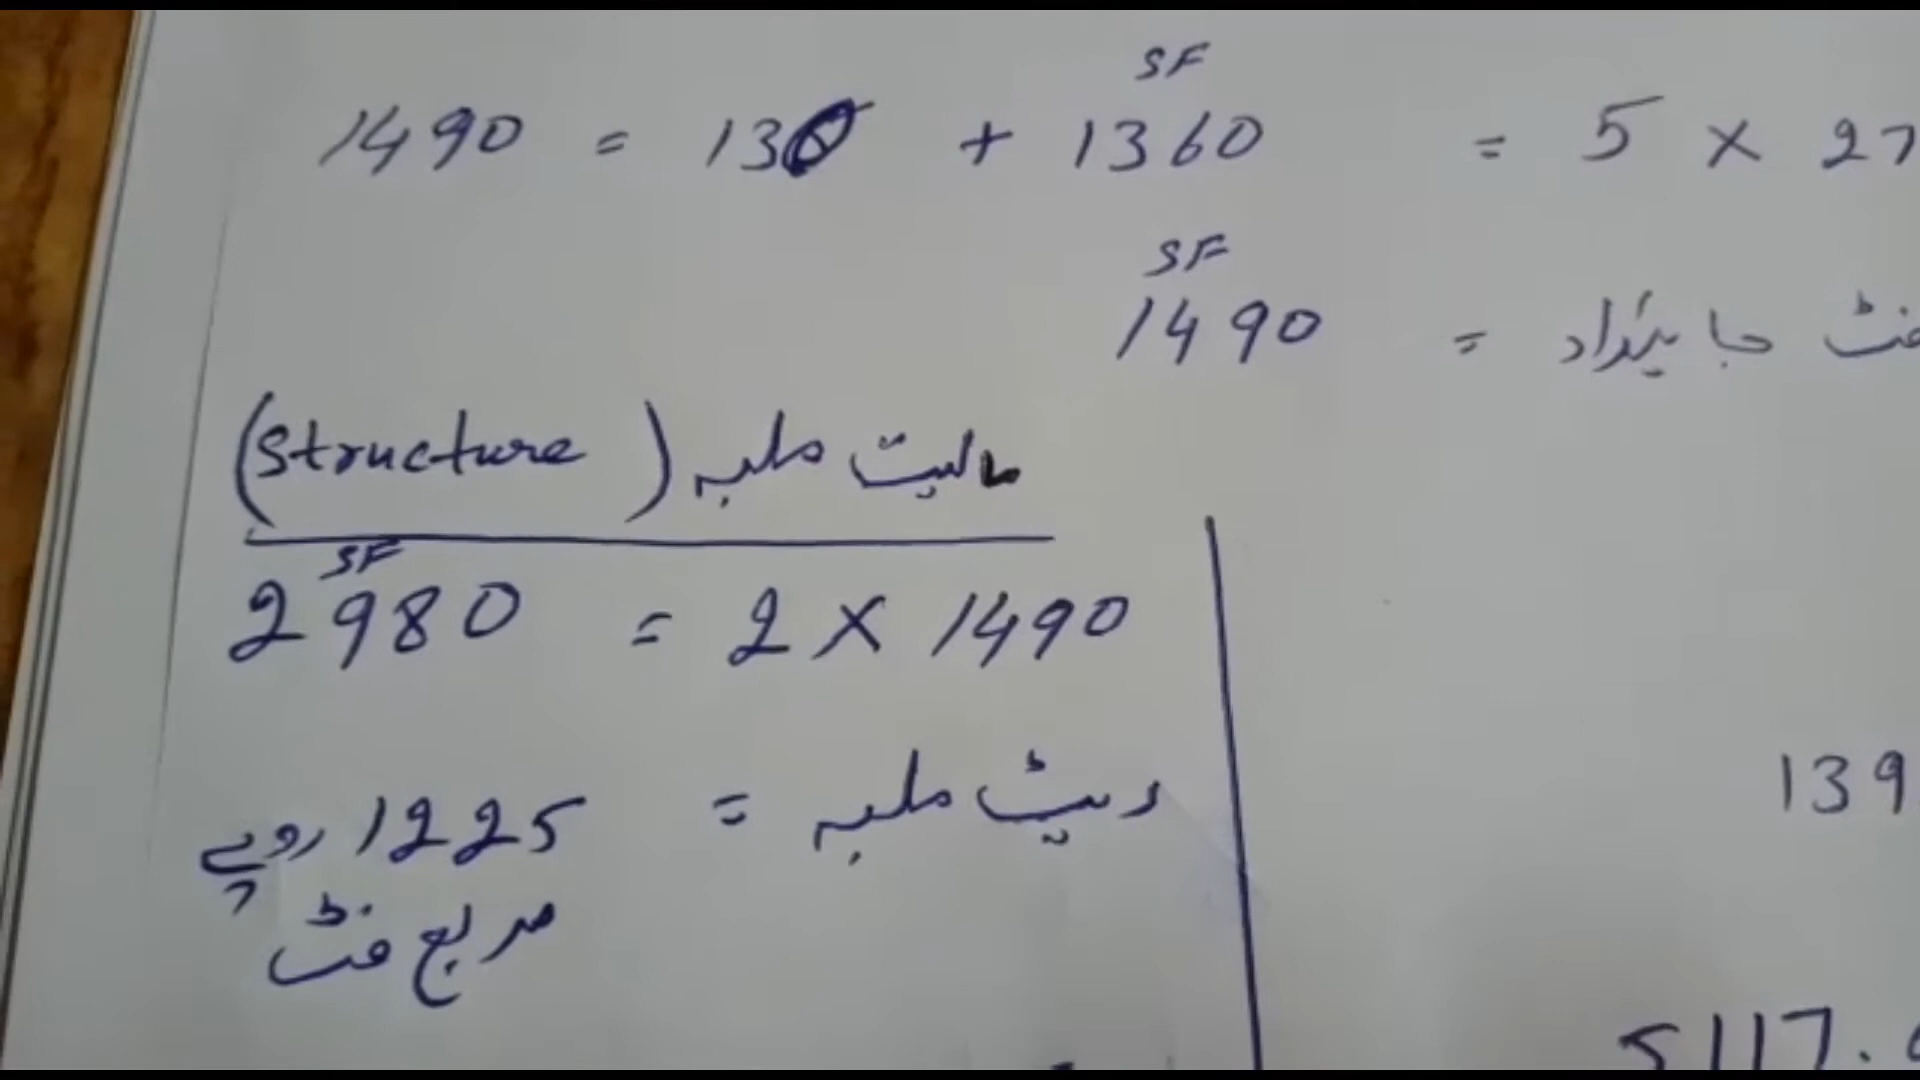 SF
1490 = 130 + 1360 = 5 x 27
SF
1490 = فٹ جائیداد
مالیت ملبہ (Structure)
SF
2980 = 2 x 1490
139
ریٹ ملبہ = 1225 روپے
مربع فٹ
5117.